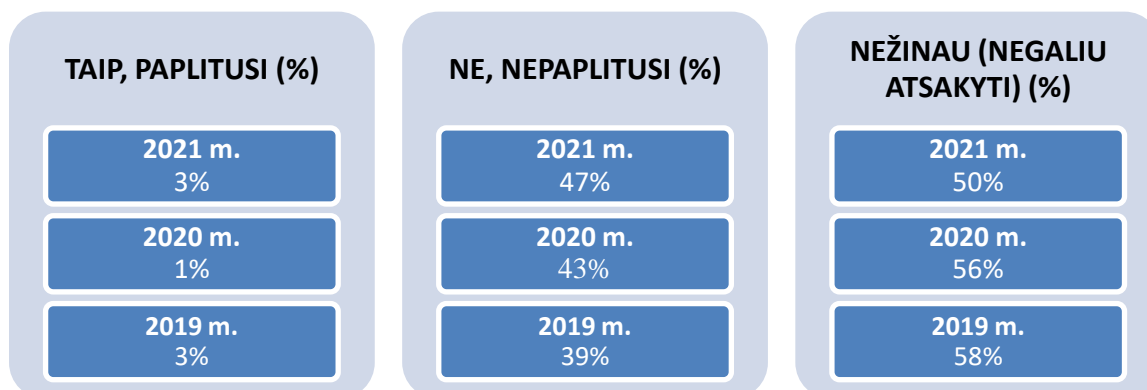 TAIP, PAPLITUSI (%)
2021 m.
3%
2020 m.
1%
2019 m.
3%
NE, NEPAPLITUSI (%)
2021 m.
47%
2020 m.
43%
2019 m.
39%
NEŽINAU (NEGALIU
ATSAKYTI) (%)
2021 m.
50%
2020 m.
56%
2019 m.
58%